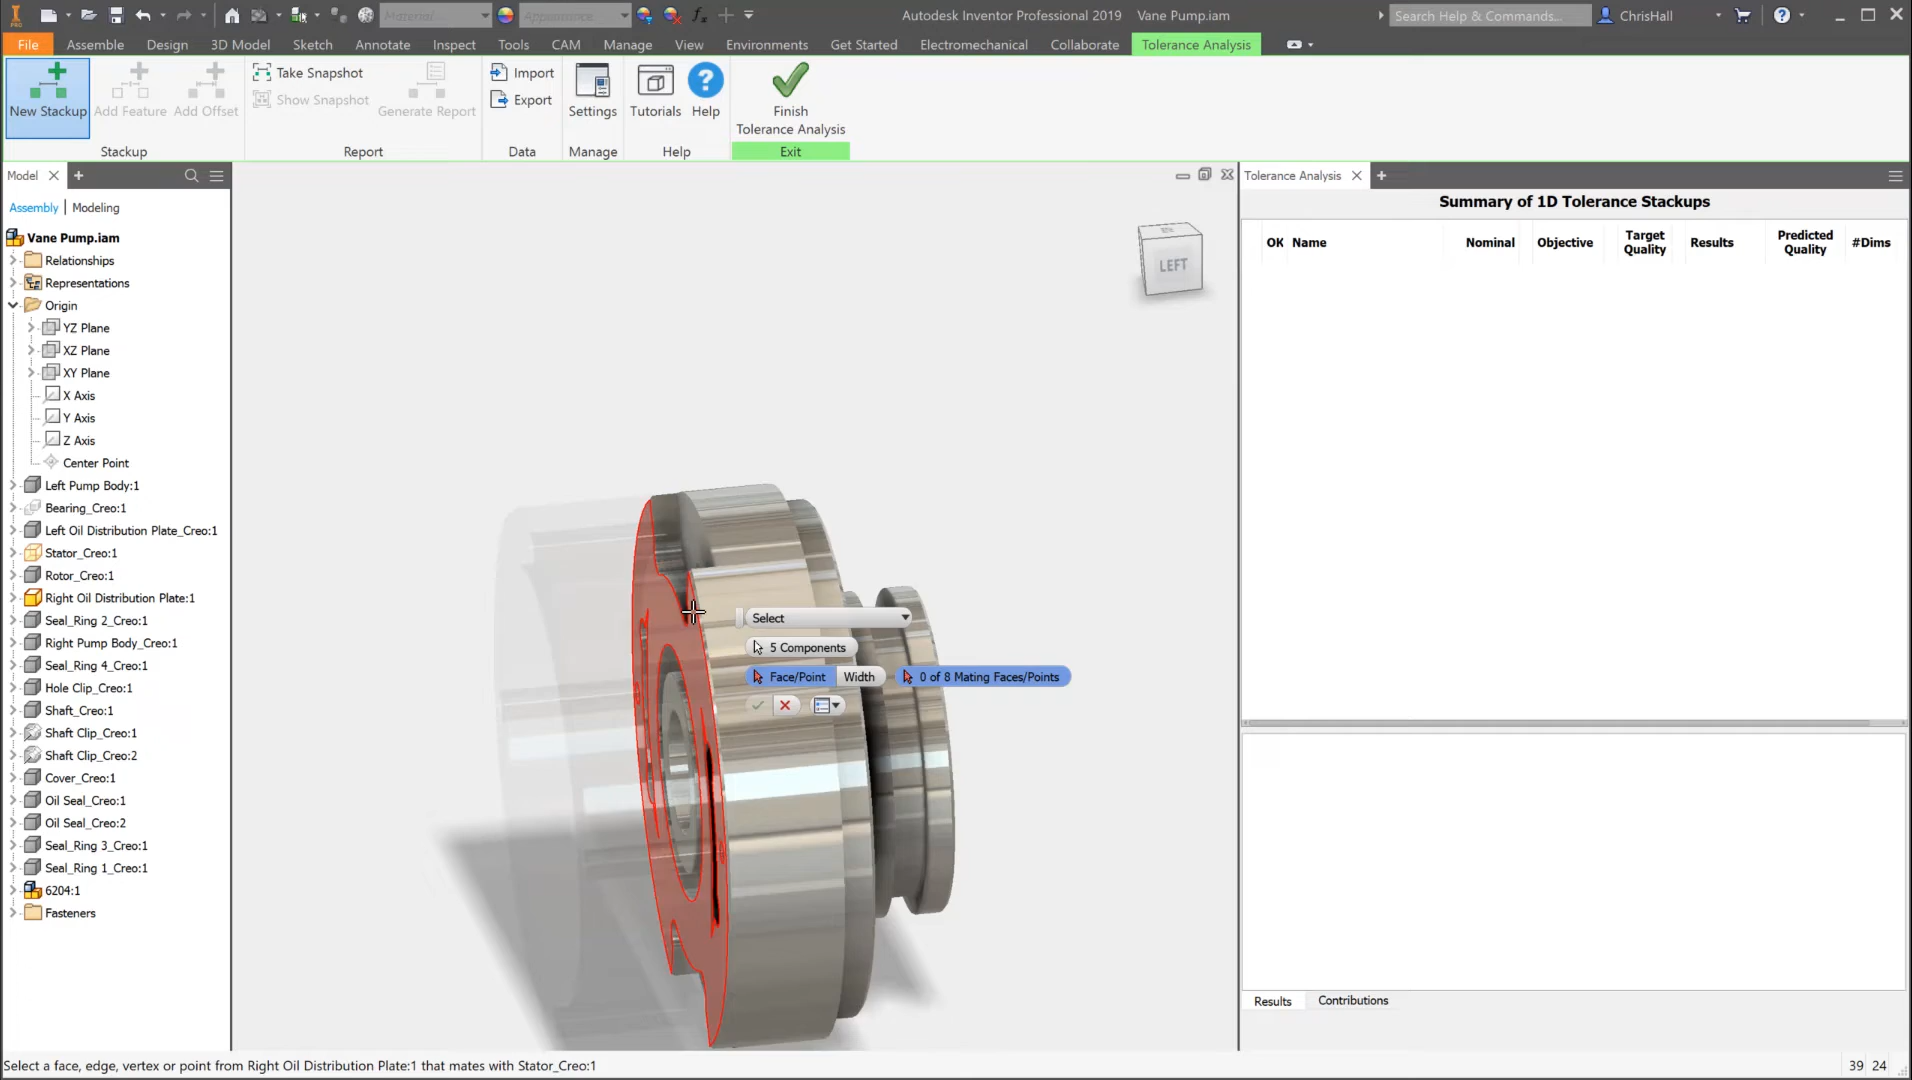 Material
Appearance
Autodesk Inventor Professional 2019 Vane Pump.iam
Search Help & Commands...
ChrisHall
PRO
File Assemble Design 3D Model Sketch Annotate Inspect Tools CAM Manage View Environments Get Started Electromechanical Collaborate Tolerance Analysis
New Stackup
Add Feature
Add Offset
Stackup
Take Snapshot
Show Snapshot
Generate Report
Report
Import
Export
Data
Settings
Manage
Tutorials
Help
Help
Finish
Tolerance Analysis
Exit
Model
Assembly | Modeling
Vane Pump.iam
Relationships
Representations
Origin
YZ Plane
XZ Plane
XY Plane
X Axis
Y Axis
Z Axis
Center Point
Left Pump Body:1
Bearing_Creo:1
Left Oil Distribution Plate_Creo:1
Stator_Creo:1
Rotor_Creo:1
Right Oil Distribution Plate:1
Seal_Ring 2_Creo:1
Right Pump Body_Creo:1
Seal_Ring 4_Creo:1
Hole Clip_Creo:1
Shaft_Creo:1
Shaft Clip_Creo:1
Shaft Clip_Creo:2
Cover_Creo:1
Oil Seal_Creo:1
Oil Seal_Creo:2
Seal_Ring 3_Creo:1
Seal_Ring 1_Creo:1
6204:1
Fasteners
LEFT
Select
5 Components
Face/Point
Width
0 of 8 Mating Faces/Points
Tolerance Analysis
Summary of 1D Tolerance Stackups
OK Name Nominal Objective Target Quality Results Predicted Quality #Dims
Results
Contributions
Select a face, edge, vertex or point from Right Oil Distribution Plate:1 that mates with Stator_Creo:1
39 24